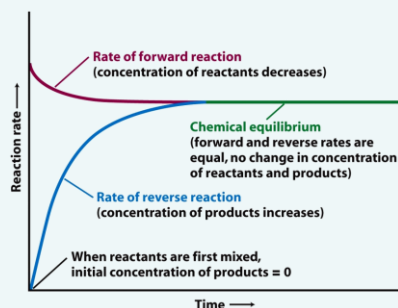 Rate of forward reaction
(concentration of reactants decreases)
Chemical equilibrium
(forward and reverse rates are
equal, no change in concentration
of reactants and products)
Rate of reverse reaction
(concentration of products increases)
When reactants are first mixed,
initial concentration of products = 0
Reaction rate
Time